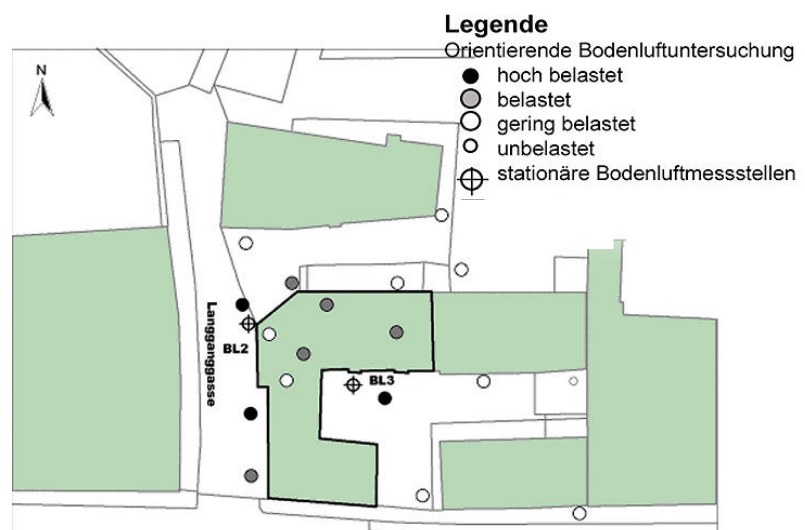 Legende
Orientierende Bodenluftuntersuchung
hoch belastet
belastet
gering belastet
unbelastet
stationäre Bodenluftmessstellen
N
Langganggasse
BL2
BL3